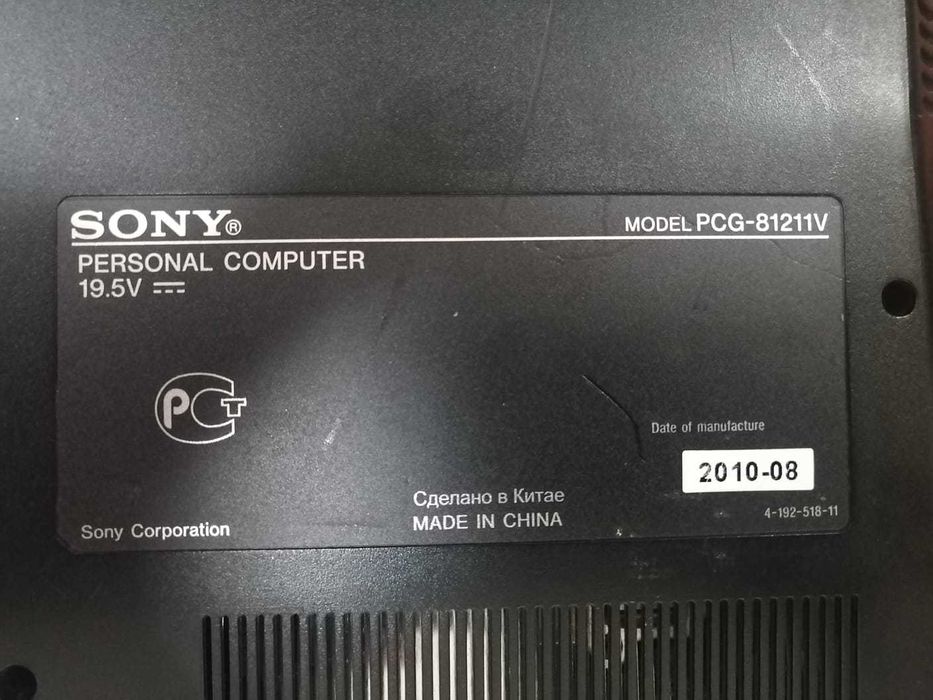 SONY®
MODEL PCG-81211V
PERSONAL COMPUTER
19.5V
РСТ
Date of manufacture
2010-08
Сделано в Китае
MADE IN CHINA
4-192-518-11
Sony Corporation